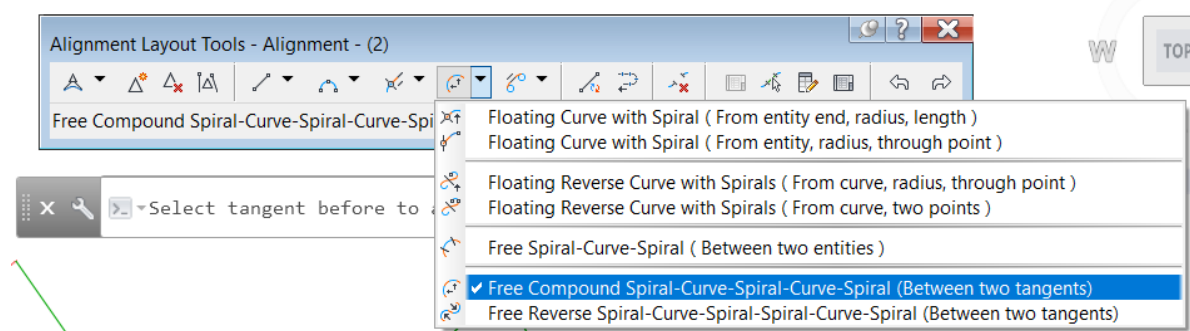 Alignment Layout Tools - Alignment - (2)
W
TOP
Free Compound Spiral-Curve-Spiral-Curve-Spi
Floating Curve with Spiral ( From entity end, radius, length )
Floating Curve with Spiral ( From entity, radius, through point )
Floating Reverse Curve with Spirals ( From curve, radius, through point )
Floating Reverse Curve with Spirals ( From curve, two points )
Select tangent before to
Free Spiral-Curve-Spiral ( Between two entities )
Free Compound Spiral-Curve-Spiral-Curve-Spiral (Between two tangents)
Free Reverse Spiral-Curve-Spiral-Spiral-Curve-Spiral (Between two tangents)